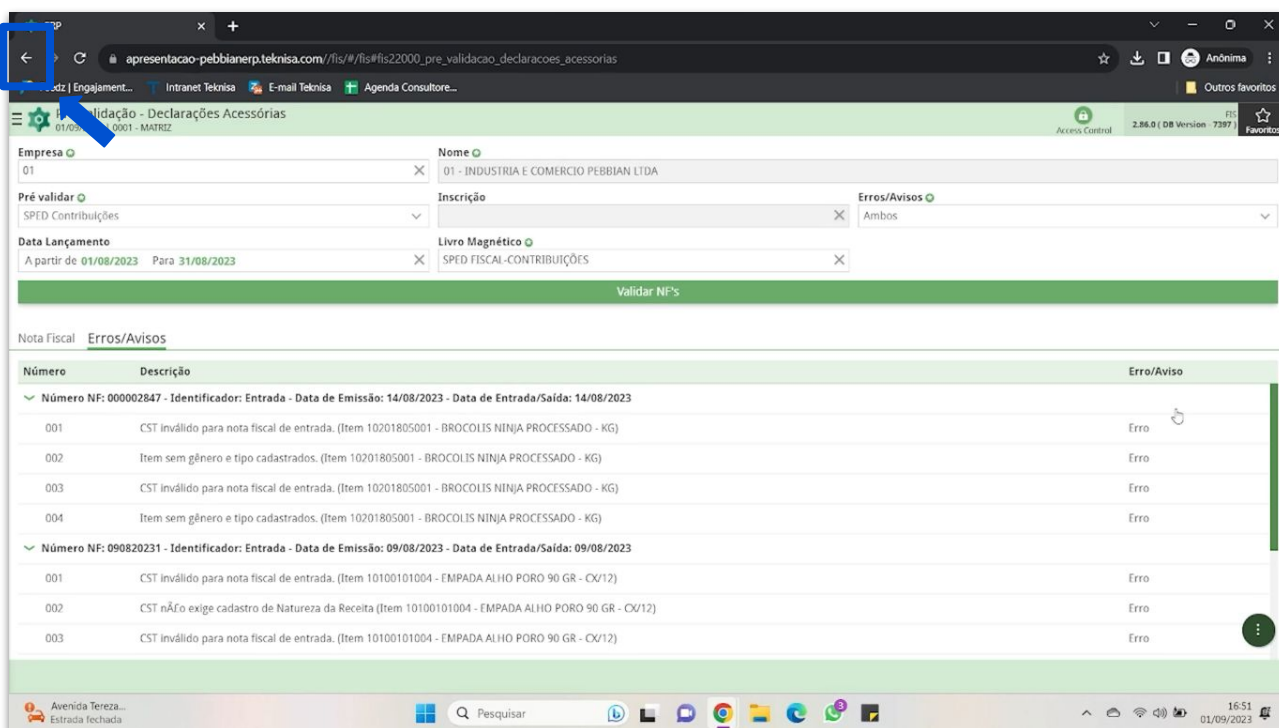 ERP
apresentacao-pebbianerp.teknisa.com//fis/#/fis#fis22000_pre_validacao_declaracoes_acessorias
Anônima
| Engajament...
Intranet Teknisa
E-mail Teknisa
Agenda Consultore...
Outros favoritos
Validação - Declarações Acessórias
0001 - MATRIZ
Access Control
FIS
2.86.0 ( DB Version - 7397 )
Favoritos
Empresa
Nome
01
01 - INDUSTRIA E COMERCIO PEBBIAN LTDA
Pré validar
Inscrição
Erros/Avisos
SPED Contribuições
Ambos
Data Lançamento
Livro Magnético
A partir de 01/08/2023 Para 31/08/2023
SPED FISCAL-CONTRIBUIÇÕES
Validar NF's
Nota Fiscal Erros/Avisos
Número Descrição Erro/Aviso
Número NF: 000002847 - Identificador: Entrada - Data de Emissão: 14/08/2023 - Data de Entrada/Saída: 14/08/2023
001 CST inválido para nota fiscal de entrada. (Item 10201805001 - BROCOLIS NINJA PROCESSADO - KG) Erro
002 Item sem gênero e tipo cadastrados. (Item 10201805001 - BROCOLIS NINJA PROCESSADO - KG) Erro
003 CST inválido para nota fiscal de entrada. (Item 10201805001 - BROCOLIS NINJA PROCESSADO - KG) Erro
004 Item sem gênero e tipo cadastrados. (Item 10201805001 - BROCOLIS NINJA PROCESSADO - KG) Erro
Número NF: 090820231 - Identificador: Entrada - Data de Emissão: 09/08/2023 - Data de Entrada/Saída: 09/08/2023
001 CST inválido para nota fiscal de entrada. (Item 10100101004 - EMPADA ALHO PORO 90 GR - CX/12) Erro
002 CST nÃ£o exige cadastro de Natureza da Receita (Item 10100101004 - EMPADA ALHO PORO 90 GR - CX/12) Erro
003 CST inválido para nota fiscal de entrada. (Item 10100101004 - EMPADA ALHO PORO 90 GR - CX/12) Erro
Avenida Tereza...
Estrada fechada
Pesquisar
3
16:51
01/09/2023